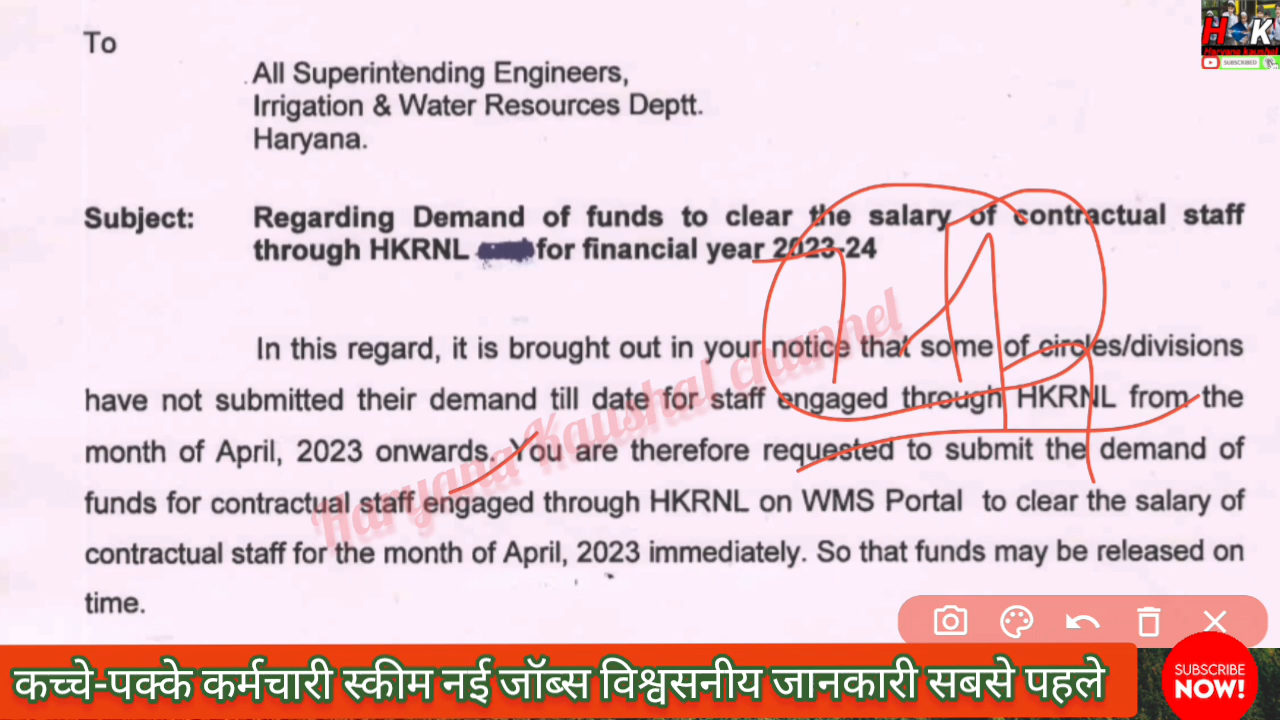 To
All Superintending Engineers,
Irrigation & Water Resources Deptt.
Haryana.
Subject: Regarding Demand of funds to clear the salary of contractual staff
through HKRNL for financial year 2023-24
In this regard, it is brought out in your notice that some of circles/divisions
have not submitted their demand till date for staff engaged through HKRNL from the
month of April, 2023 onwards. You are therefore requested to submit the demand of
funds for contractual staff engaged through HKRNL on WMS Portal to clear the salary of
contractual staff for the month of April, 2023 immediately. So that funds may be released on
time.
Haryana Kaushal channel
H K
Haryana kaushal
SUBSCRIBED
कच्चे-पक्के कर्मचारी स्कीम नई जॉब्स विश्वसनीय जानकारी सबसे पहले
SUBSCRIBE
NOW!